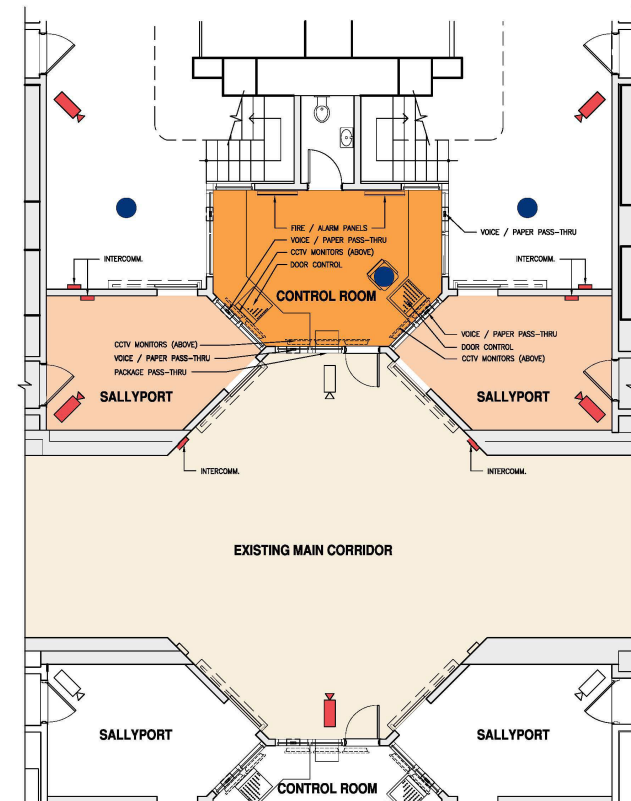 FIRE / ALARM PANELS
VOICE / PAPER PASS-THRU
CCTV MONITORS (ABOVE)
DOOR CONTROL
VOICE / PAPER PASS-THRU
INTERCOMM.
INTERCOMM.
CONTROL ROOM
CCTV MONITORS (ABOVE)
VOICE / PAPER PASS-THRU
PACKAGE PASS-THRU
VOICE / PAPER PASS-THRU
DOOR CONTROL
CCTV MONITORS (ABOVE)
SALLYPORT
SALLYPORT
INTERCOMM.
INTERCOMM.
EXISTING MAIN CORRIDOR
SALLYPORT
SALLYPORT
CONTROL ROOM